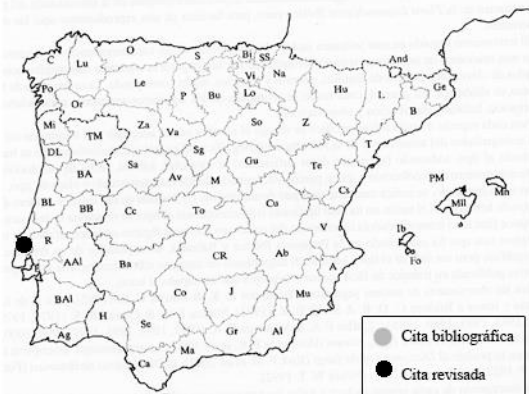 C Lu O S Bi SS And
Po Or Le P Bu Vi Lo Na Hu L Ge
B
Mi TM Za Va So Z T
DL Sg
BA Sa Av M Gu Te Cs PM Mn
BL BB Mll
Cc To Cu V Ib
R Fo
AAl Ba CR Ab A
BAl Co J Mu
H Se Gr Al
Ag Ca Ma
Cita bibliográfica
Cita revisada